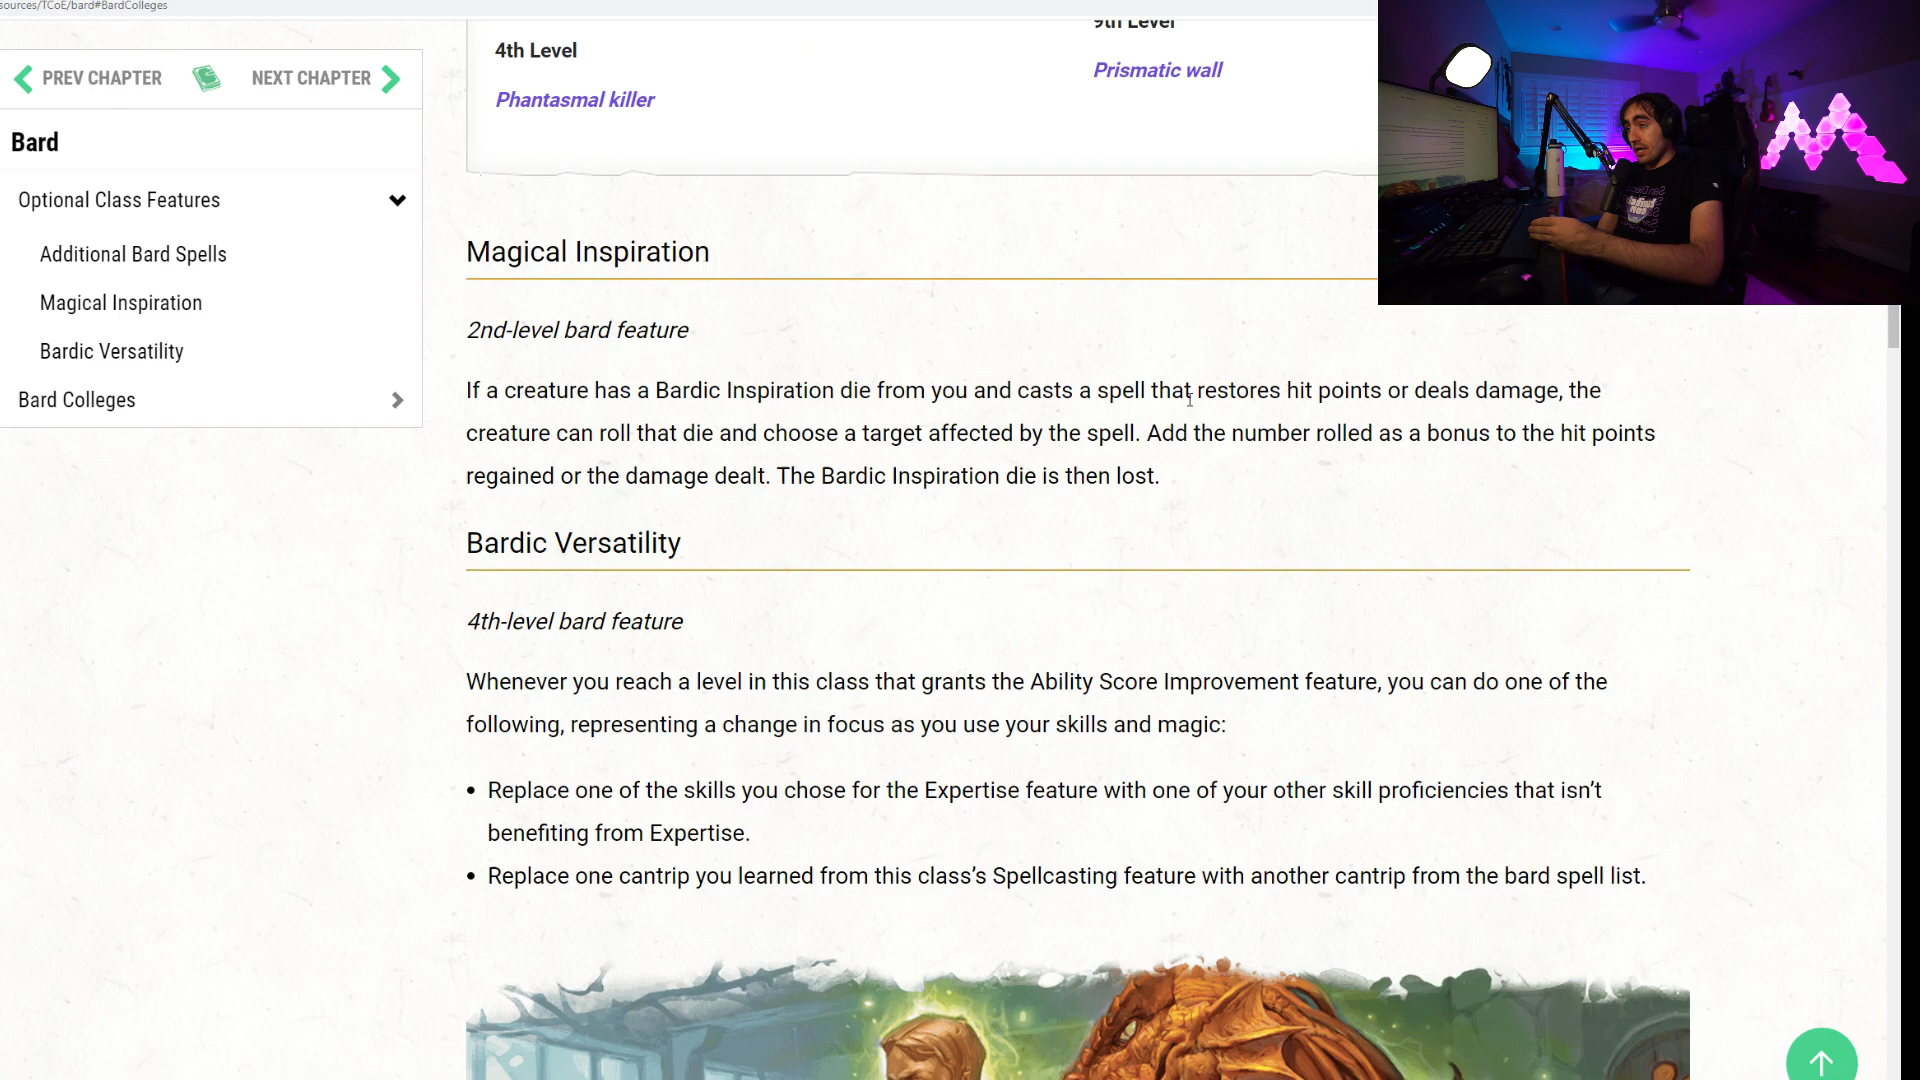 sources/TCoE/bard#BardColleges
PREV CHAPTER
NEXT CHAPTER
Bard
Optional Class Features
Additional Bard Spells
Magical Inspiration
Bardic Versatility
Bard Colleges
4th Level
Phantasmal killer
9th Level
Prismatic wall
Magical Inspiration
2nd-level bard feature
If a creature has a Bardic Inspiration die from you and casts a spell that restores hit points or deals damage, the
creature can roll that die and choose a target affected by the spell. Add the number rolled as a bonus to the hit points
regained or the damage dealt. The Bardic Inspiration die is then lost.
Bardic Versatility
4th-level bard feature
Whenever you reach a level in this class that grants the Ability Score Improvement feature, you can do one of the
following, representing a change in focus as you use your skills and magic:
• Replace one of the skills you chose for the Expertise feature with one of your other skill proficiencies that isn’t
benefiting from Expertise.
• Replace one cantrip you learned from this class’s Spellcasting feature with another cantrip from the bard spell list.